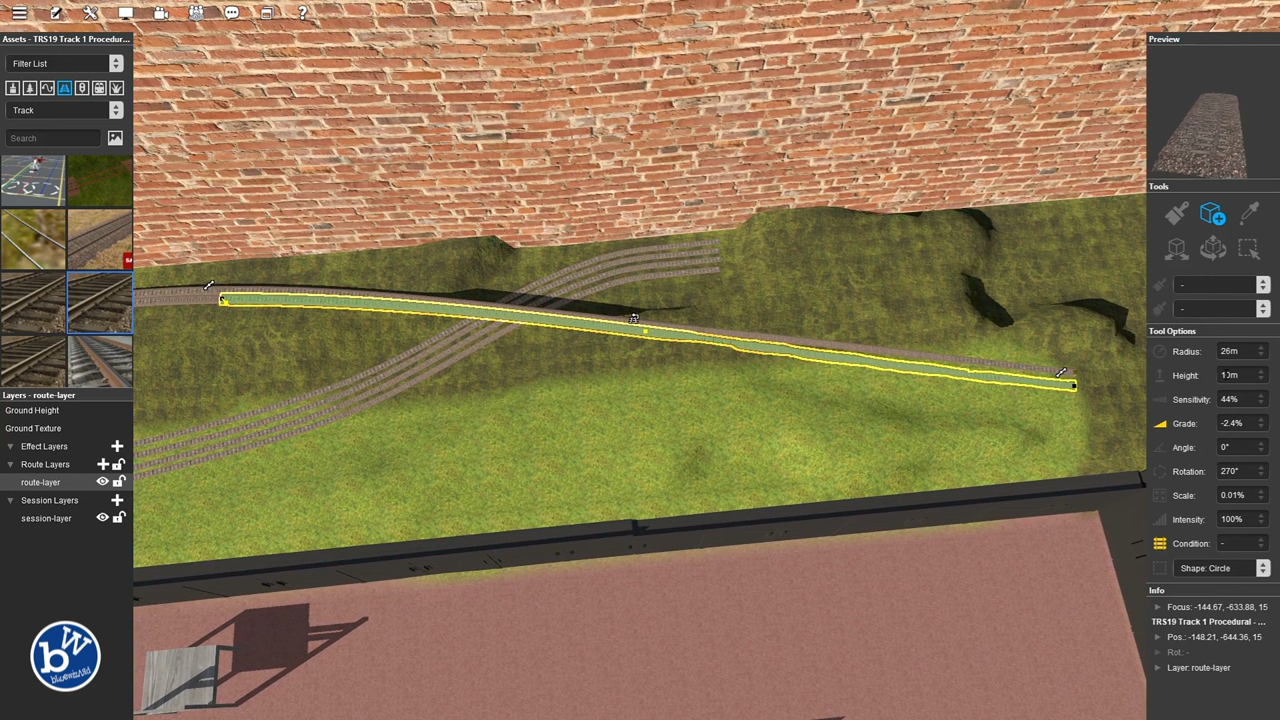 Assets - TRS19 Track 1 Procedur...
Filter List
Track
Search
Layers - route-layer
Ground Height
Ground Texture
Effect Layers
Route Layers
route-layer
Session Layers
session-layer
bW
bluewizard
Preview
Tools
-
-
Tool Options
Radius: 26m
Height: 10m
Sensitivity: 44%
Grade: -2.4%
Angle: 0°
Rotation: 270°
Scale: 0.01%
Intensity: 100%
Condition: -
Shape: Circle
Info
Focus: -144.67, -633.88, 15
TRS19 Track 1 Procedural - ...
Pos.: -148.21, -644.36, 15
Rot.: -
Layer: route-layer